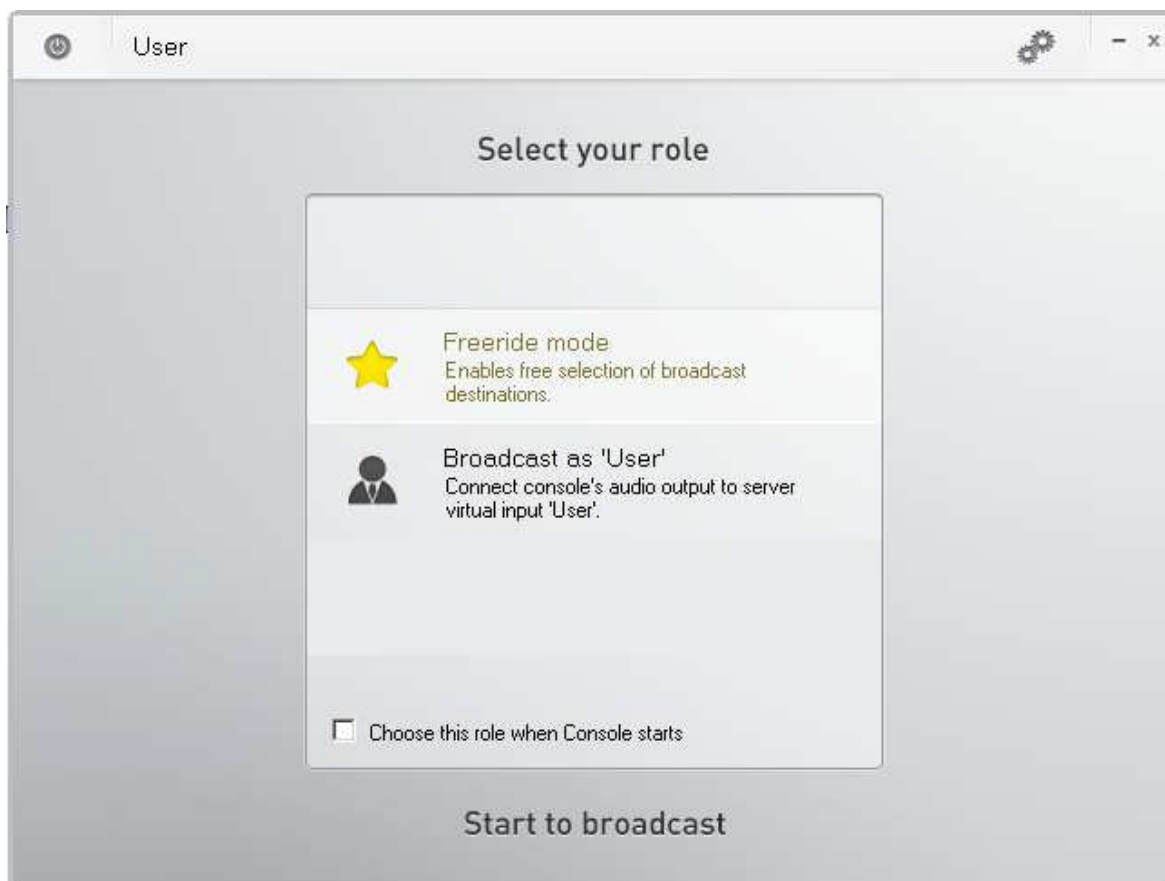 User
Select your role
Freeride mode
Enables free selection of broadcast
destinations.
Broadcast as 'User'
Connect console's audio output to server
virtual input 'User'.
Choose this role when Console starts
Start to broadcast